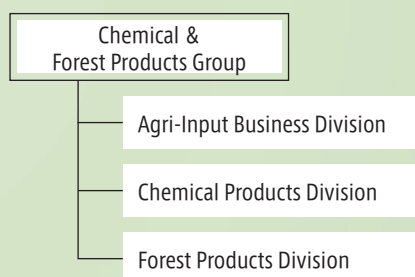 Chemical &
Forest Products Group
Agri-Input Business Division
Chemical Products Division
Forest Products Division